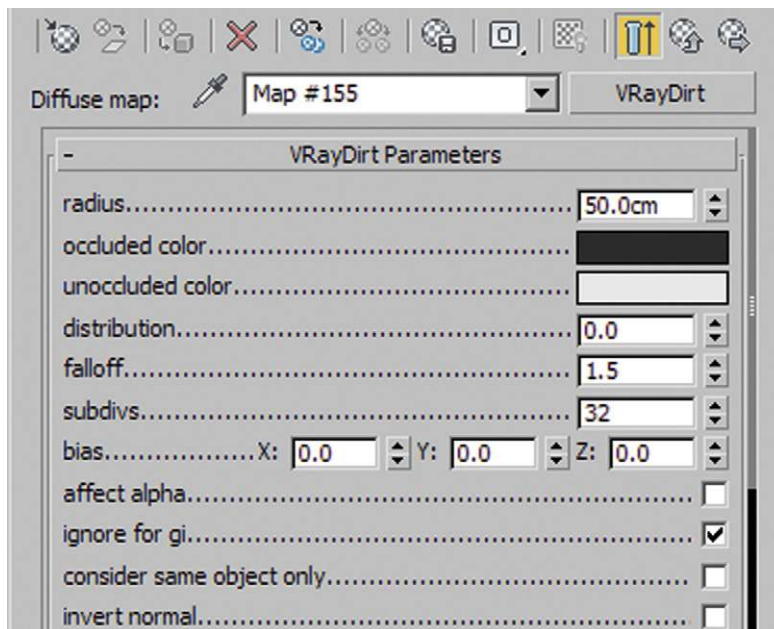 Diffuse map: Map #155 VRayDirt
- VRayDirt Parameters
radius.................................................... 50.0cm
occluded color...........................................
unoccluded color........................................
distribution............................................... 0.0
falloff..................................................... 1.5
subdivs................................................... 32
bias.................X: 0.0 Y: 0.0 Z: 0.0
affect alpha............................................................
ignore for gi............................................................
consider same object only...........................................
invert normal...........................................................